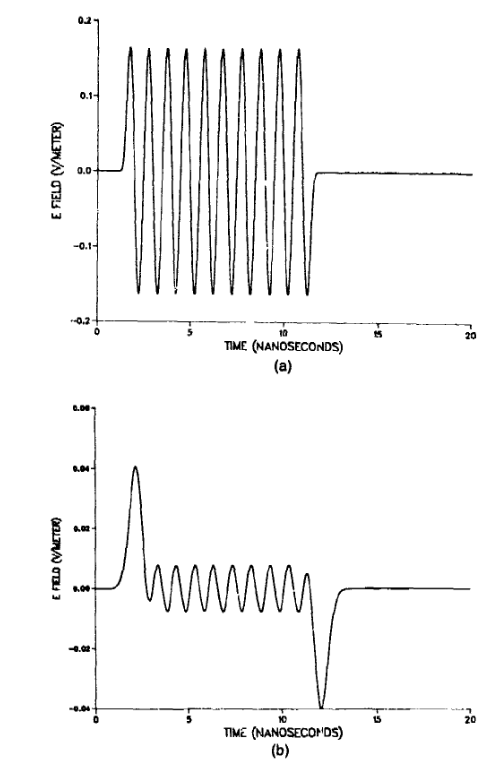 0.2
0.1
0.0
-0.1
-0.2
E FIELD (V/METER)
0 5 10 15 20
TIME (NANOSECONDS)
(a)
0.06
0.04
0.02
0.00
-0.02
-0.04
E FIELD (V/METER)
0 5 10 15 20
TIME (NANOSECONDS)
(b)